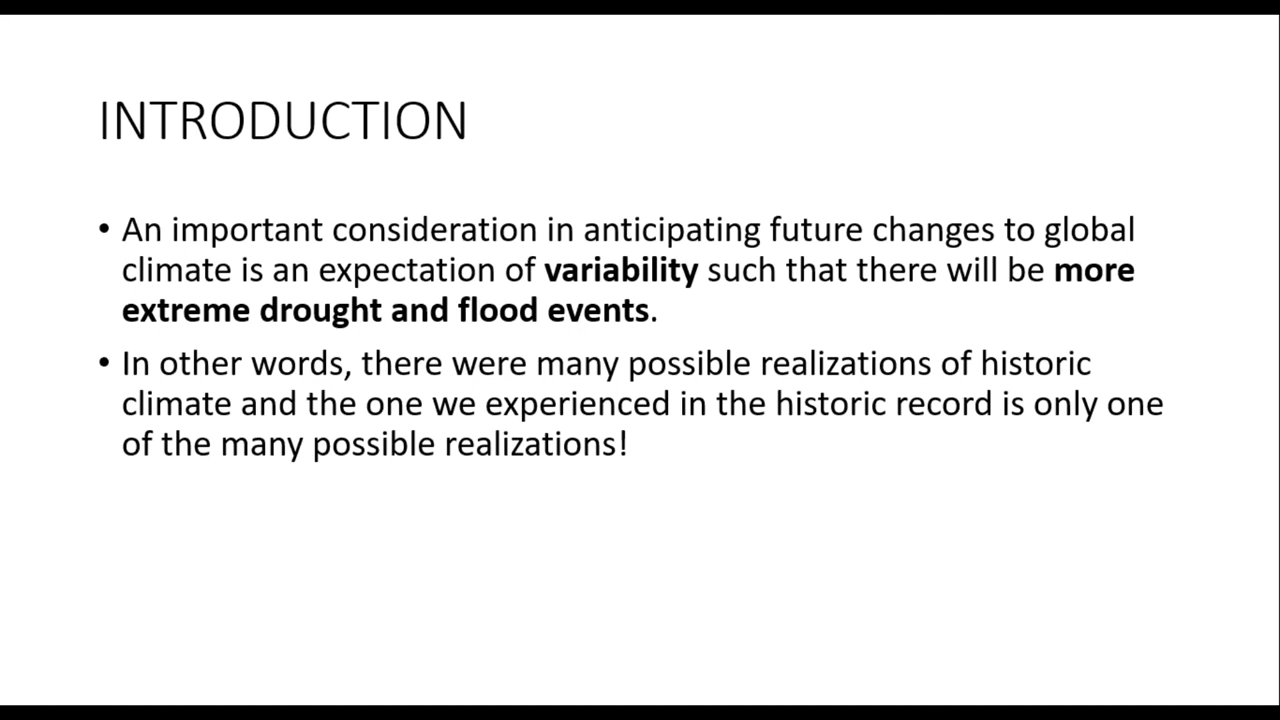 INTRODUCTION
• An important consideration in anticipating future changes to global
climate is an expectation of variability such that there will be more
extreme drought and flood events.
• In other words, there were many possible realizations of historic
climate and the one we experienced in the historic record is only one
of the many possible realizations!